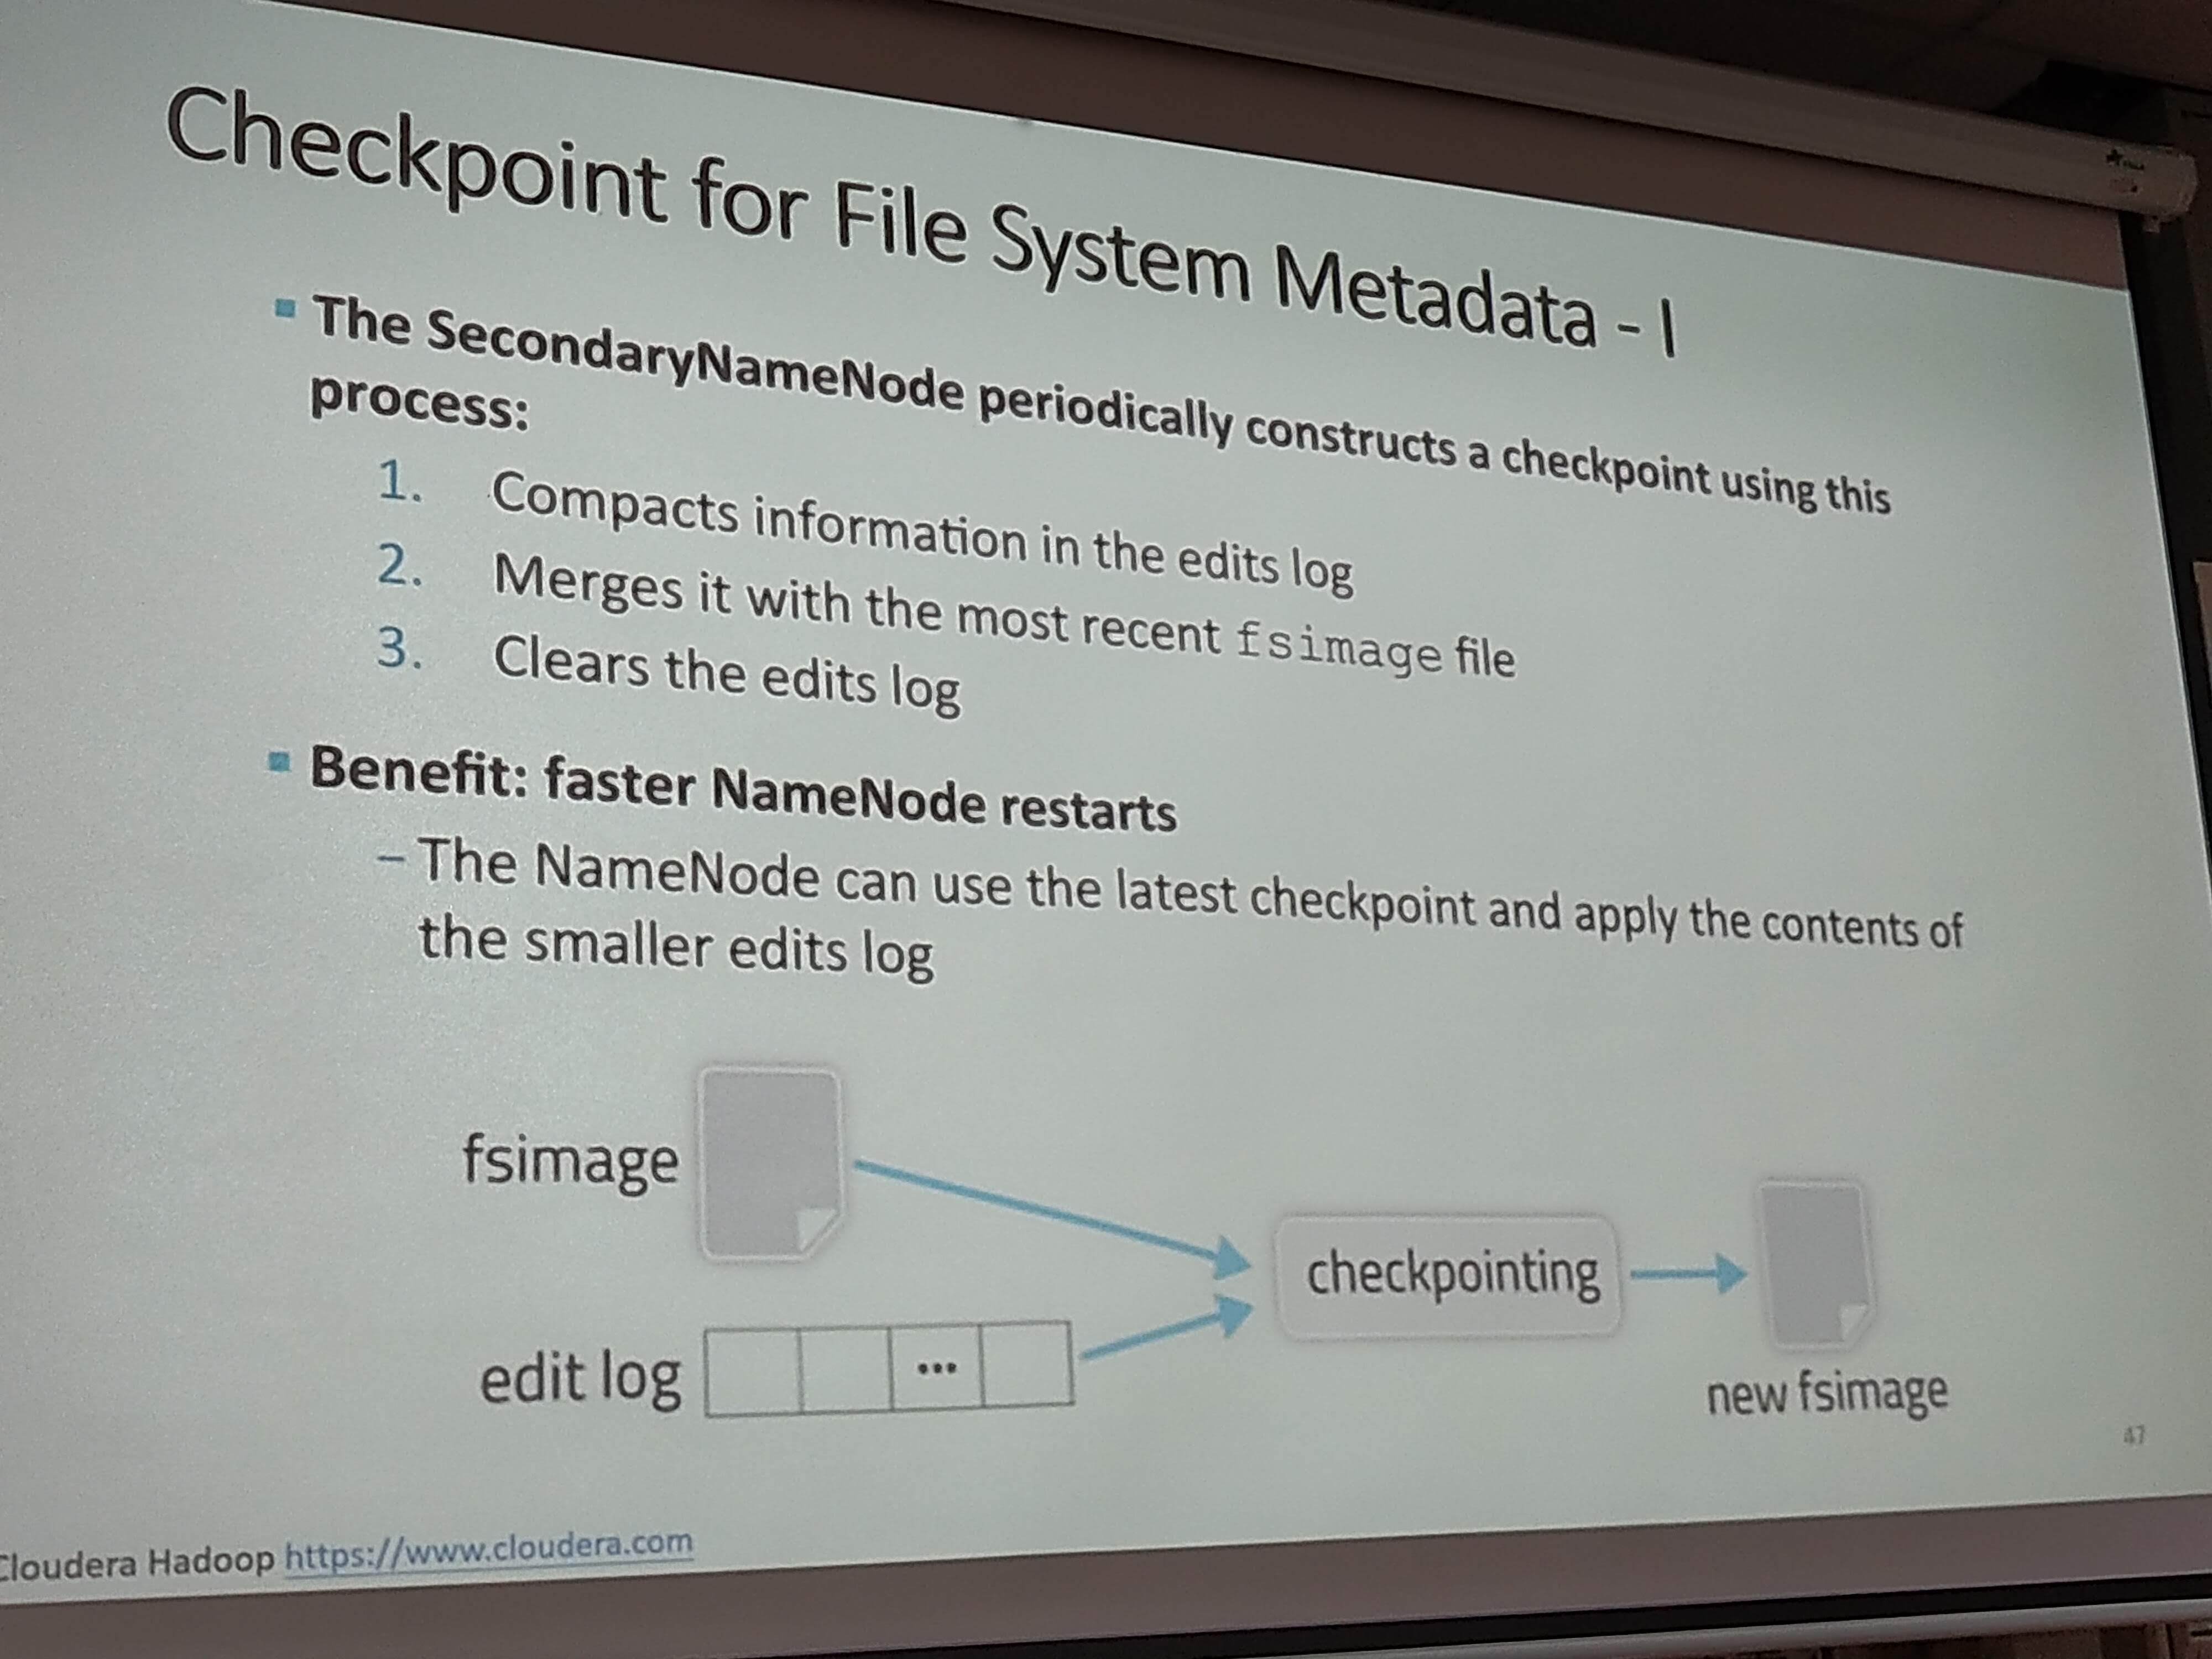 Checkpoint for File System Metadata - I
▪ The SecondaryNameNode periodically constructs a checkpoint using this
process:
1. Compacts information in the edits log
2. Merges it with the most recent fsimage file
3. Clears the edits log
▪ Benefit: faster NameNode restarts
– The NameNode can use the latest checkpoint and apply the contents of
the smaller edits log
fsimage
checkpointing
edit log
...
new fsimage
47
Cloudera Hadoop https://www.cloudera.com